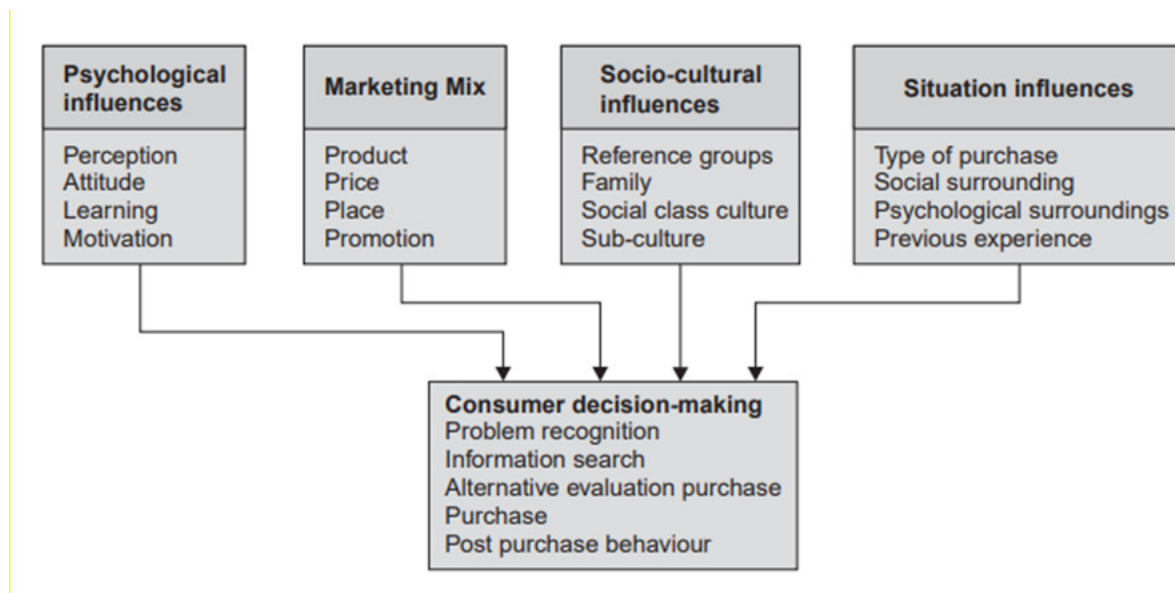 Psychological
influences
Perception
Attitude
Learning
Motivation
Marketing Mix
Product
Price
Place
Promotion
Socio-cultural
influences
Reference groups
Family
Social class culture
Sub-culture
Situation influences
Type of purchase
Social surrounding
Psychological surroundings
Previous experience
Consumer decision-making
Problem recognition
Information search
Alternative evaluation purchase
Purchase
Post purchase behaviour